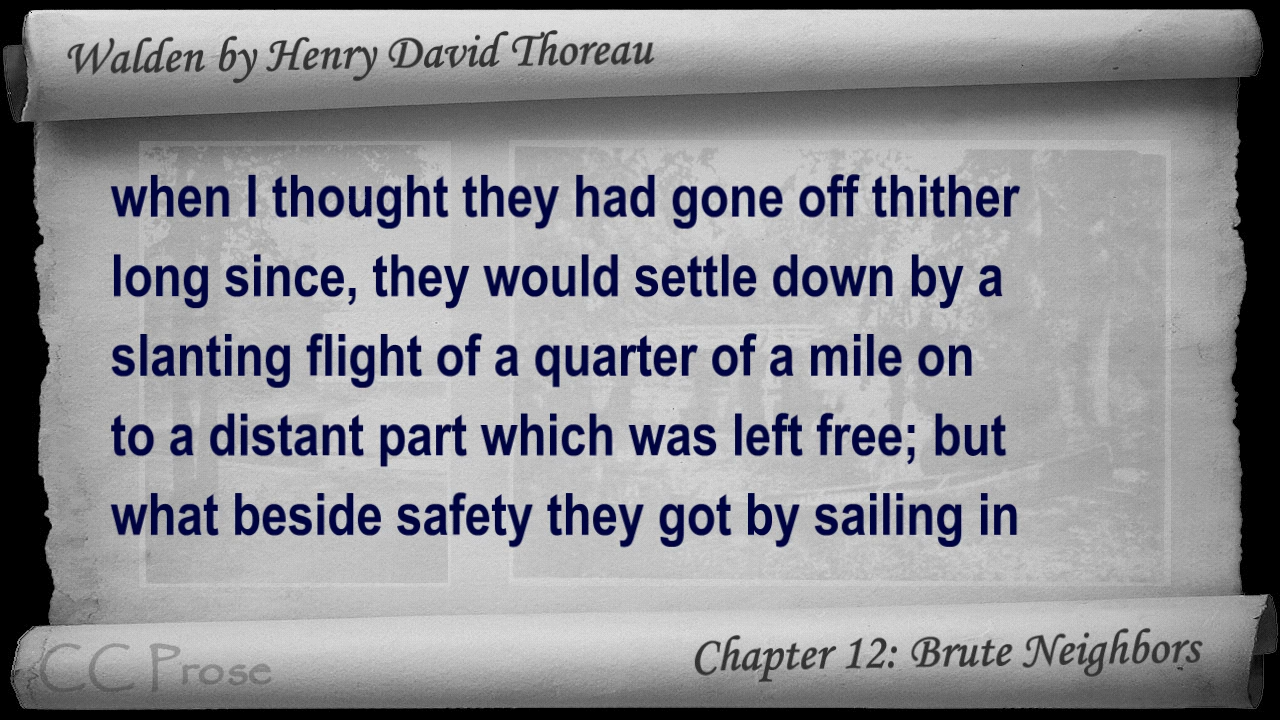 Walden by Henry David Thoreau
when I thought they had gone off thither
long since, they would settle down by a
slanting flight of a quarter of a mile on
to a distant part which was left free; but
what beside safety they got by sailing in
CC Prose
Chapter 12: Brute Neighbors